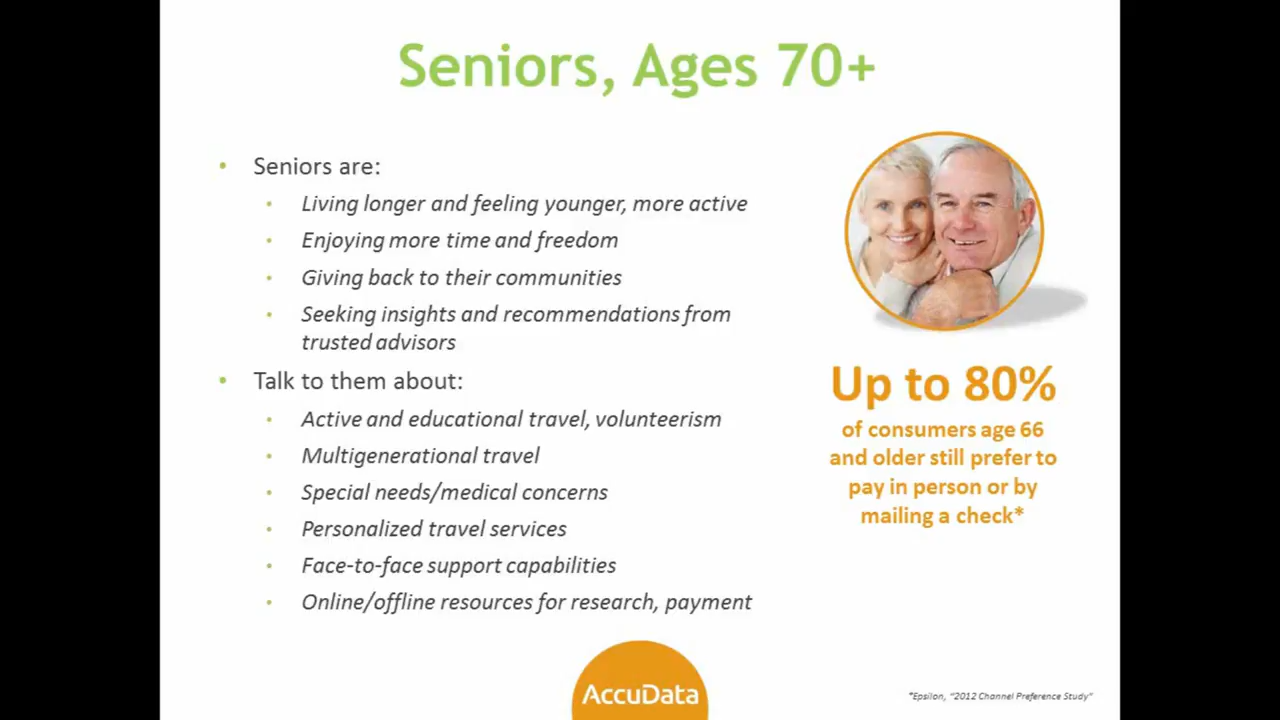 Seniors, Ages 70+
• Seniors are:
• Living longer and feeling younger, more active
• Enjoying more time and freedom
• Giving back to their communities
• Seeking insights and recommendations from
trusted advisors
• Talk to them about:
• Active and educational travel, volunteerism
• Multigenerational travel
• Special needs/medical concerns
• Personalized travel services
• Face-to-face support capabilities
• Online/offline resources for research, payment
Up to 80%
of consumers age 66
and older still prefer to
pay in person or by
mailing a check*
AccuData
*Epsilon, "2012 Channel Preference Study"